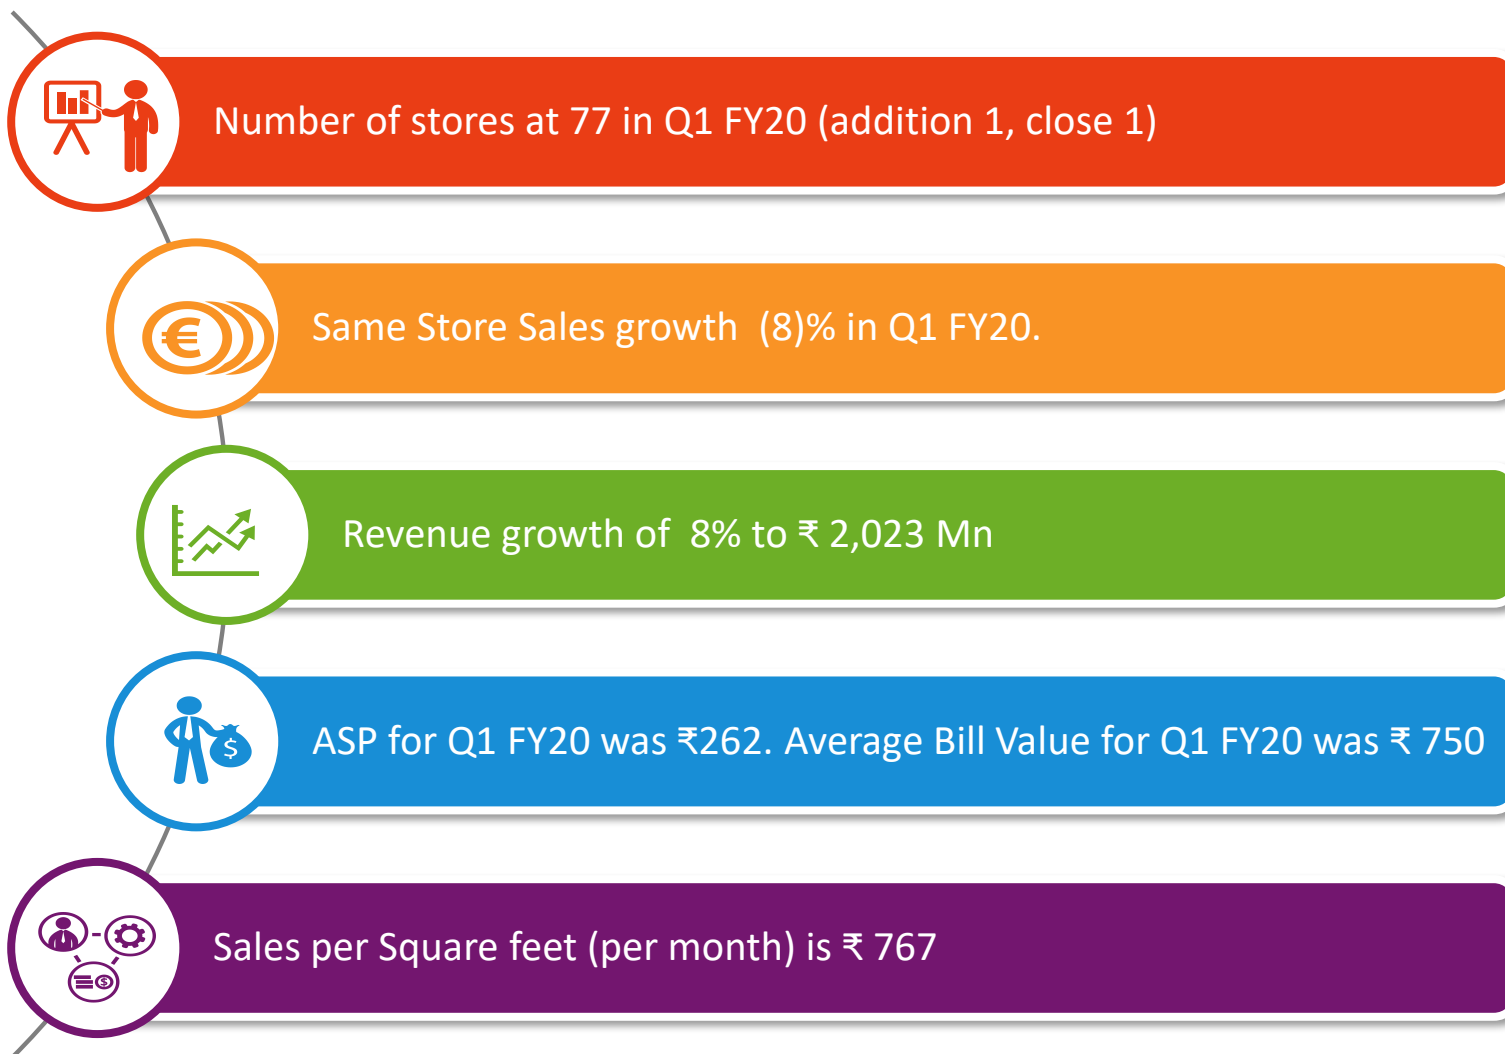 Number of stores at 77 in Q1 FY20 (addition 1, close 1)
Same Store Sales growth  (8)% in Q1 FY20.
Revenue growth of  8% to ₹ 2,023 Mn
ASP for Q1 FY20 was ₹262. Average Bill Value for Q1 FY20 was ₹ 750
Sales per Square feet (per month) is ₹ 767